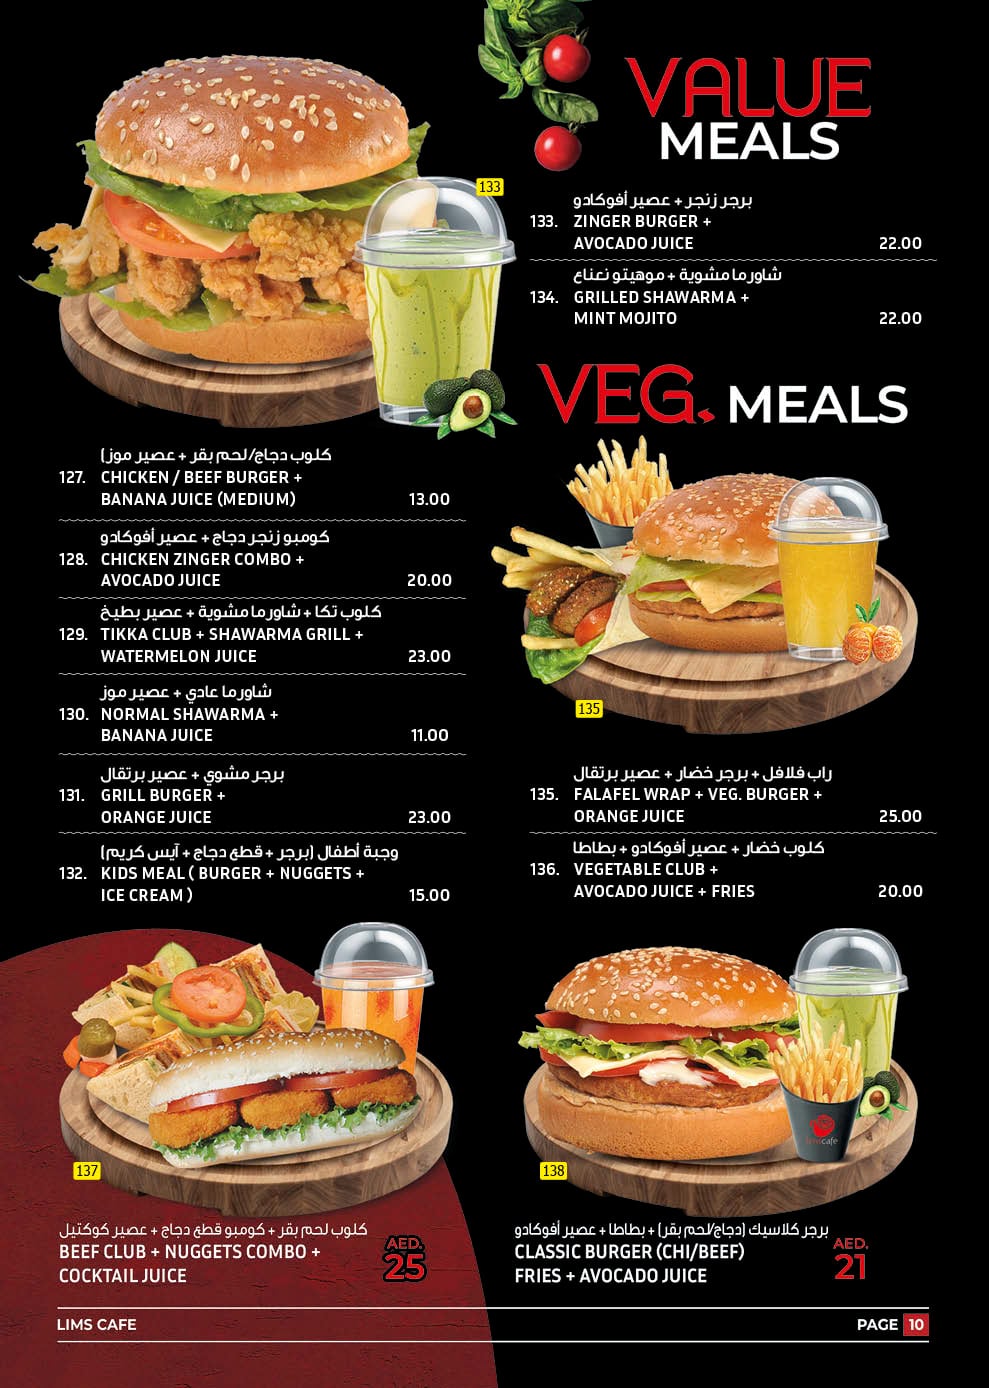 VALUE
MEALS
133
برجر زنجر + عصير أفوكادو
133. ZINGER BURGER +
AVOCADO JUICE 22.00
شاورما مشوية + موهيتو نعناع
134. GRILLED SHAWARMA +
MINT MOJITO 22.00
VEG. MEALS
كلوب دجاج/لحم بقر + عصير موز)
127. CHICKEN / BEEF BURGER +
BANANA JUICE (MEDIUM) 13.00
كومبو زنجر دجاج + عصير أفوكادو
128. CHICKEN ZINGER COMBO +
AVOCADO JUICE 20.00
كلوب تكا + شاورما مشوية + عصير بطيخ
129. TIKKA CLUB + SHAWARMA GRILL +
WATERMELON JUICE 23.00
شاورما عادي + عصير موز
130. NORMAL SHAWARMA +
BANANA JUICE 11.00
برجر مشوي + عصير برتقال
131. GRILL BURGER +
ORANGE JUICE 23.00
وجبة أطفال (برجر + قطع دجاج + آيس كريم)
132. KIDS MEAL ( BURGER + NUGGETS +
ICE CREAM ) 15.00
135
راب فلافل + برجر خضار + عصير برتقال
135. FALAFEL WRAP + VEG. BURGER +
ORANGE JUICE 25.00
كلوب خضار + عصير أفوكادو + بطاطا
136. VEGETABLE CLUB +
AVOCADO JUICE + FRIES 20.00
137
كلوب لحم بقر + كومبو قطع دجاج + عصير كوكتيل
BEEF CLUB + NUGGETS COMBO +
COCKTAIL JUICE
AED.
25
limscafe
138
برجر كلاسيك (دجاج/لحم بقر) + بطاطا + عصير أفوكادو
CLASSIC BURGER (CHI/BEEF)
FRIES + AVOCADO JUICE
AED.
21
LIMS CAFE PAGE 10